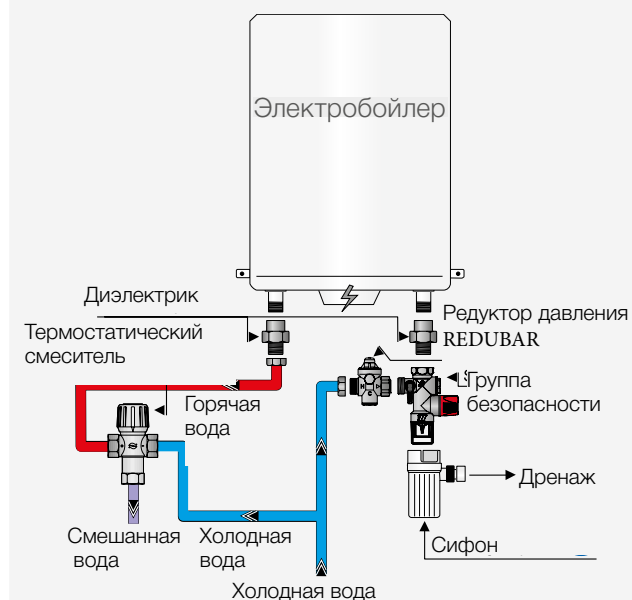 Электробойлер
Диэлектрик
Редуктор давления
REDUBAR
Термостатический
смеситель
Группа
безопасности
Горячая
вода
Дренаж
Смешанная
вода
Холодная
вода
Сифон
Холодная вода